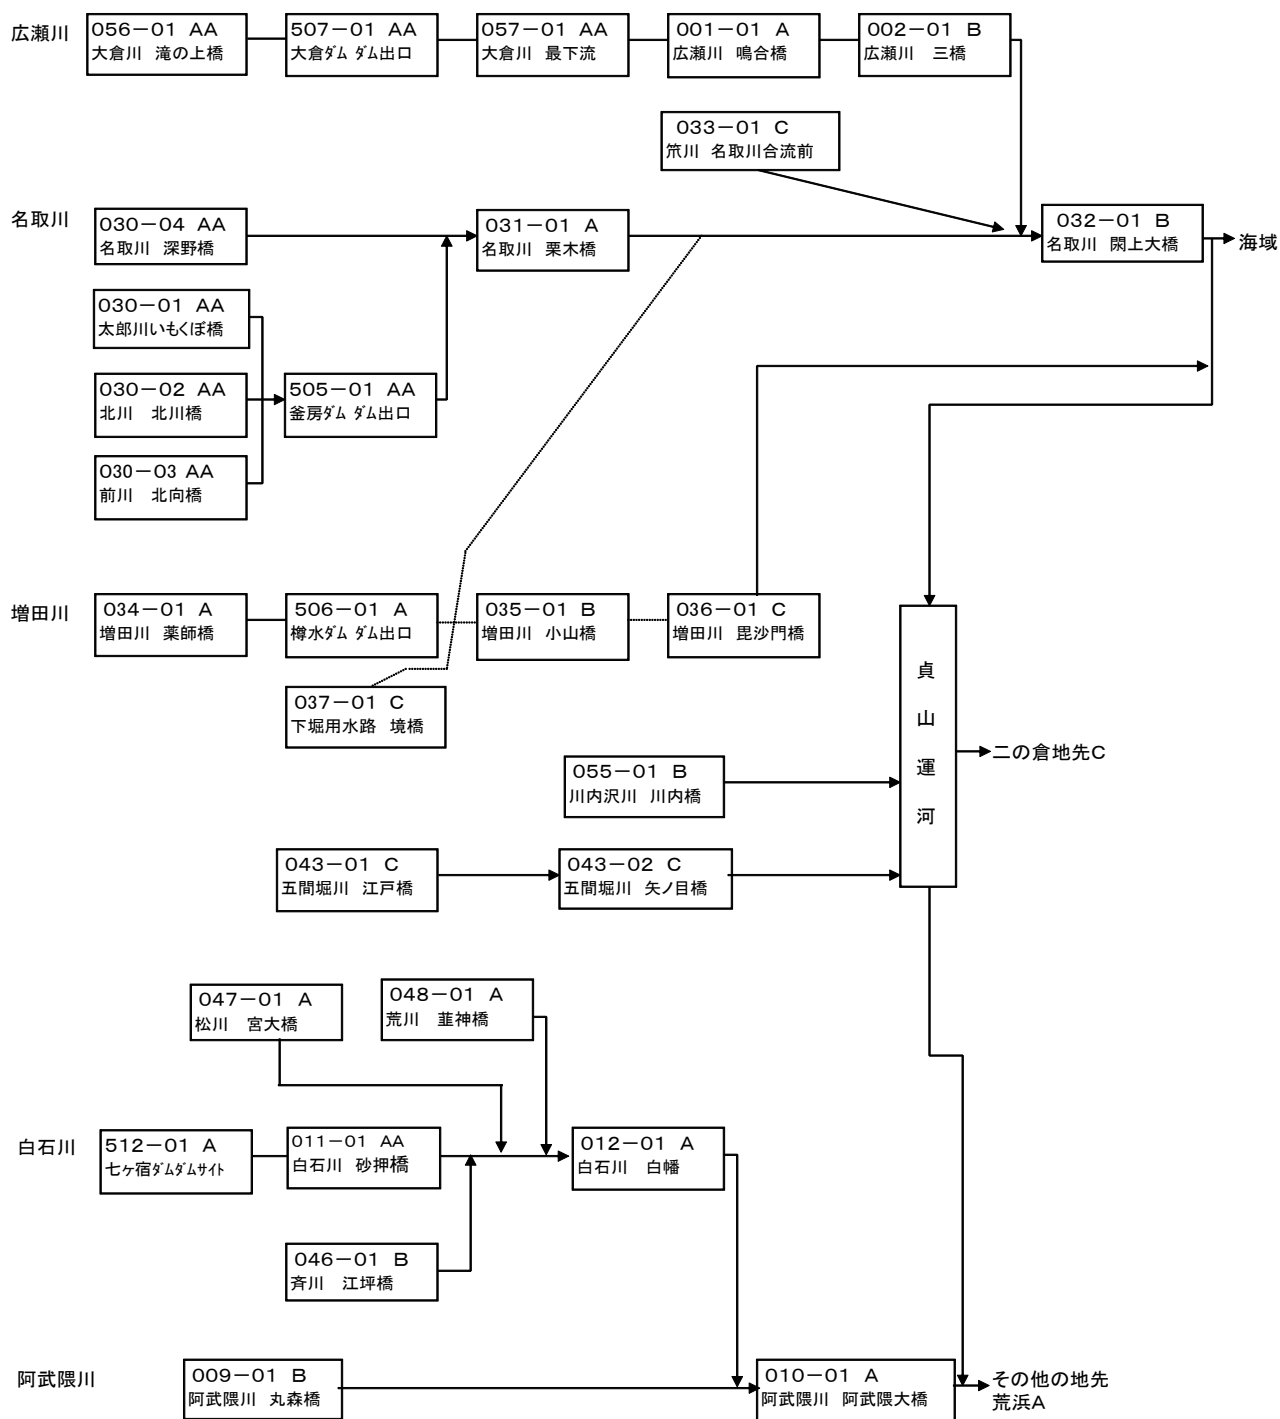 広瀬川
056−01 AA
大倉川 滝の上橋
507−01 AA
大倉ダム ダム出口
057−01 AA
大倉川 最下流
001−01 A
広瀬川 鳴合橋
002−01 B
広瀬川 三橋
033−01 C
笊川 名取川合流前
名取川
030−04 AA
名取川 深野橋
031−01 A
名取川 栗木橋
032−01 B
名取川 閖上大橋
海域
030−01 AA
太郎川いもくぼ橋
030−02 AA
北川 北川橋
505−01 AA
釜房ダム ダム出口
030−03 AA
前川 北向橋
増田川
034−01 A
増田川 薬師橋
506−01 A
樽水ダム ダム出口
035−01 B
増田川 小山橋
036−01 C
増田川 毘沙門橋
037−01 C
下堀用水路 境橋
貞山運河
二の倉地先C
055−01 B
川内沢川 川内橋
043−01 C
五間堀川 江戸橋
043−02 C
五間堀川 矢ノ目橋
047−01 A
松川 宮大橋
048−01 A
荒川 韮神橋
白石川
512−01 A
七ヶ宿ダムダムサイト
011−01 AA
白石川 砂押橋
012−01 A
白石川 白幡
046−01 B
斉川 江坪橋
阿武隈川
009−01 B
阿武隈川 丸森橋
010−01 A
阿武隈川 阿武隈大橋
その他の地先
荒浜A